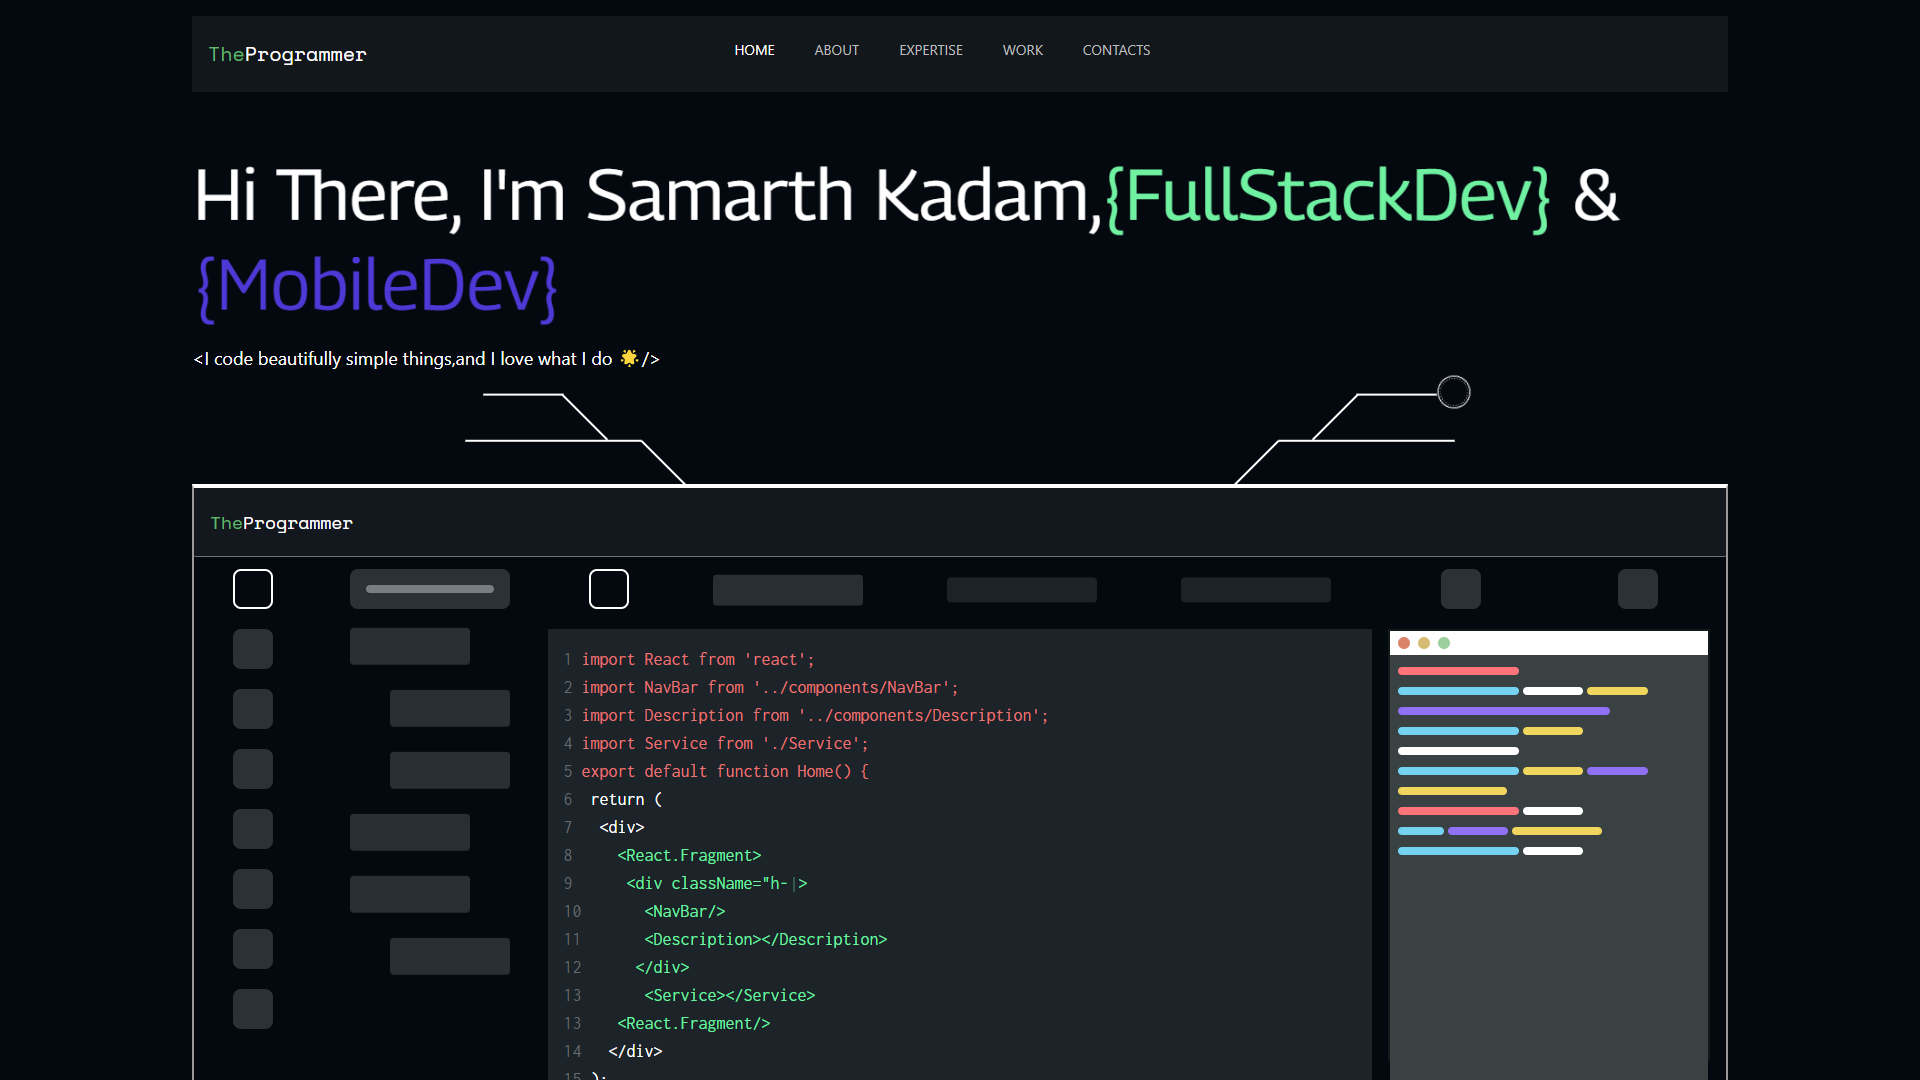 TheProgrammer
HOME ABOUT EXPERTISE WORK CONTACTS
Hi There, I'm Samarth Kadam,{FullStackDev} &
{MobileDev}
<I code beautifully simple things,and I love what I do 🌟/>
TheProgrammer
1 import React from 'react';
2 import NavBar from '../components/NavBar';
3 import Description from '../components/Description';
4 import Service from './Service';
5 export default function Home() {
6 return (
7 <div>
8 <React.Fragment>
9 <div className="h-|>
10 <NavBar/>
11 <Description></Description>
12 </div>
13 <Service></Service>
13 <React.Fragment/>
14 </div>
15 );